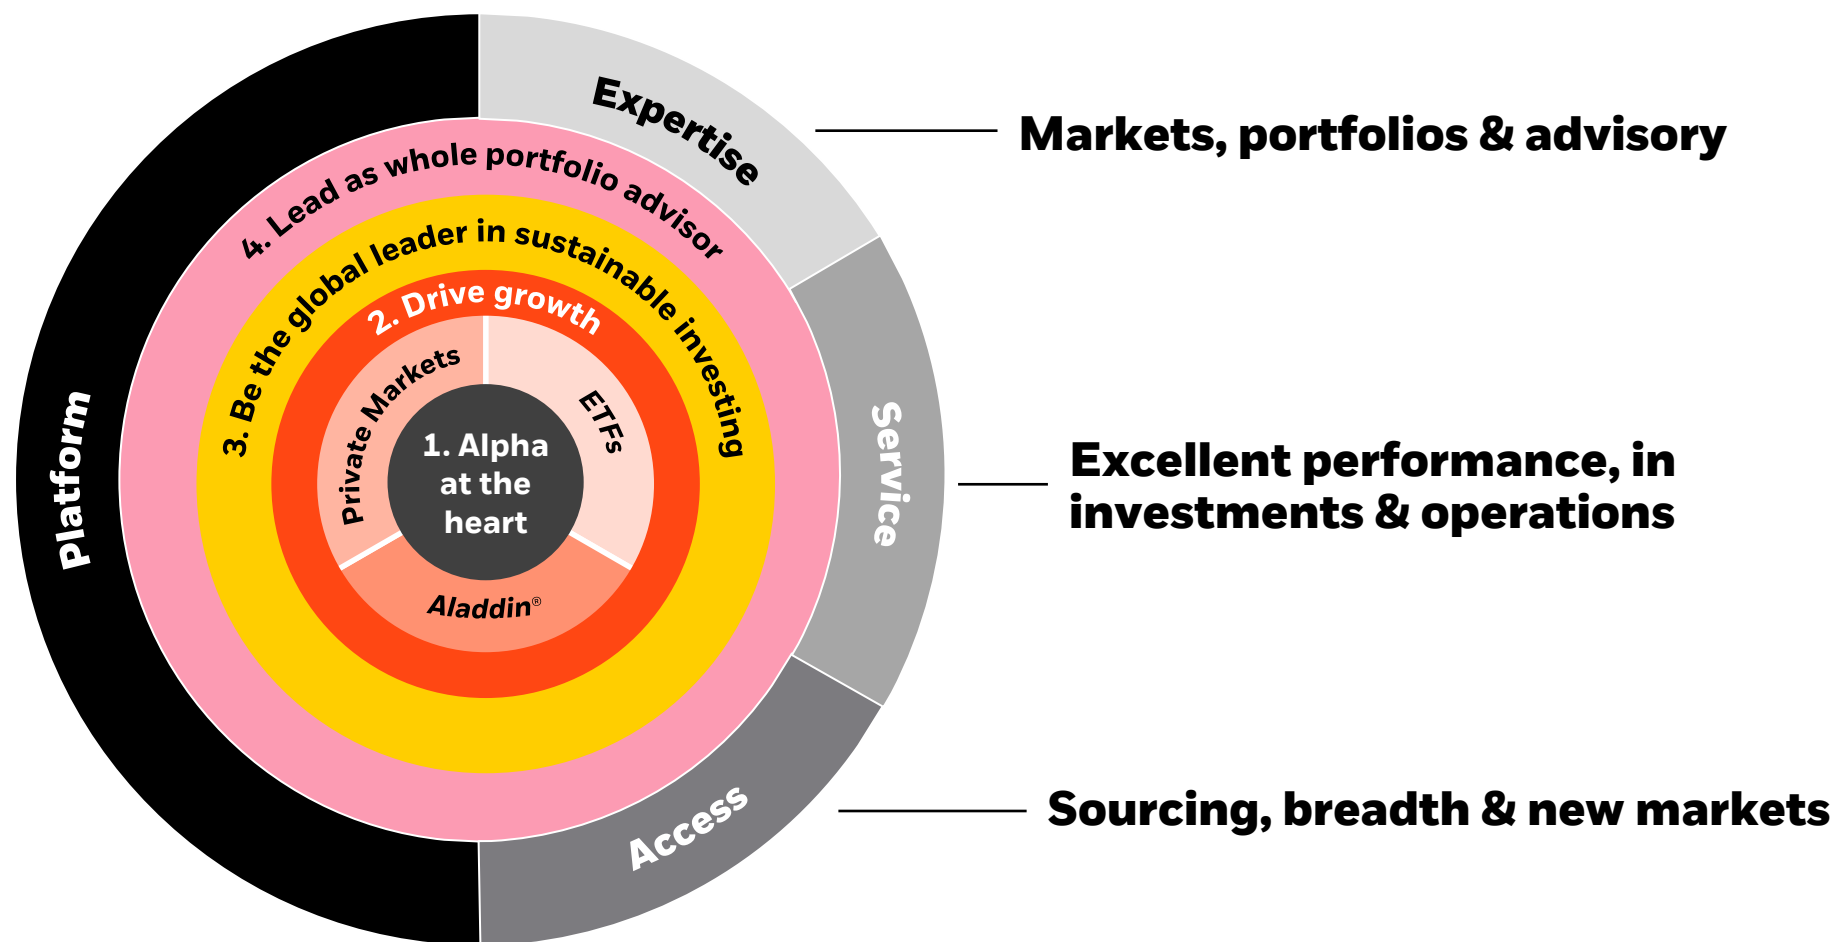 Expertise
Markets, portfolios & advisory
4. Lead as whole portfolio advisor
3. Be the global leader in sustainable investing
2. Drive growth
Private Markets
ETFs
1. Alpha
at the
heart
Aladdin®
Platform
Service
Excellent performance, in
investments & operations
Access
Sourcing, breadth & new markets